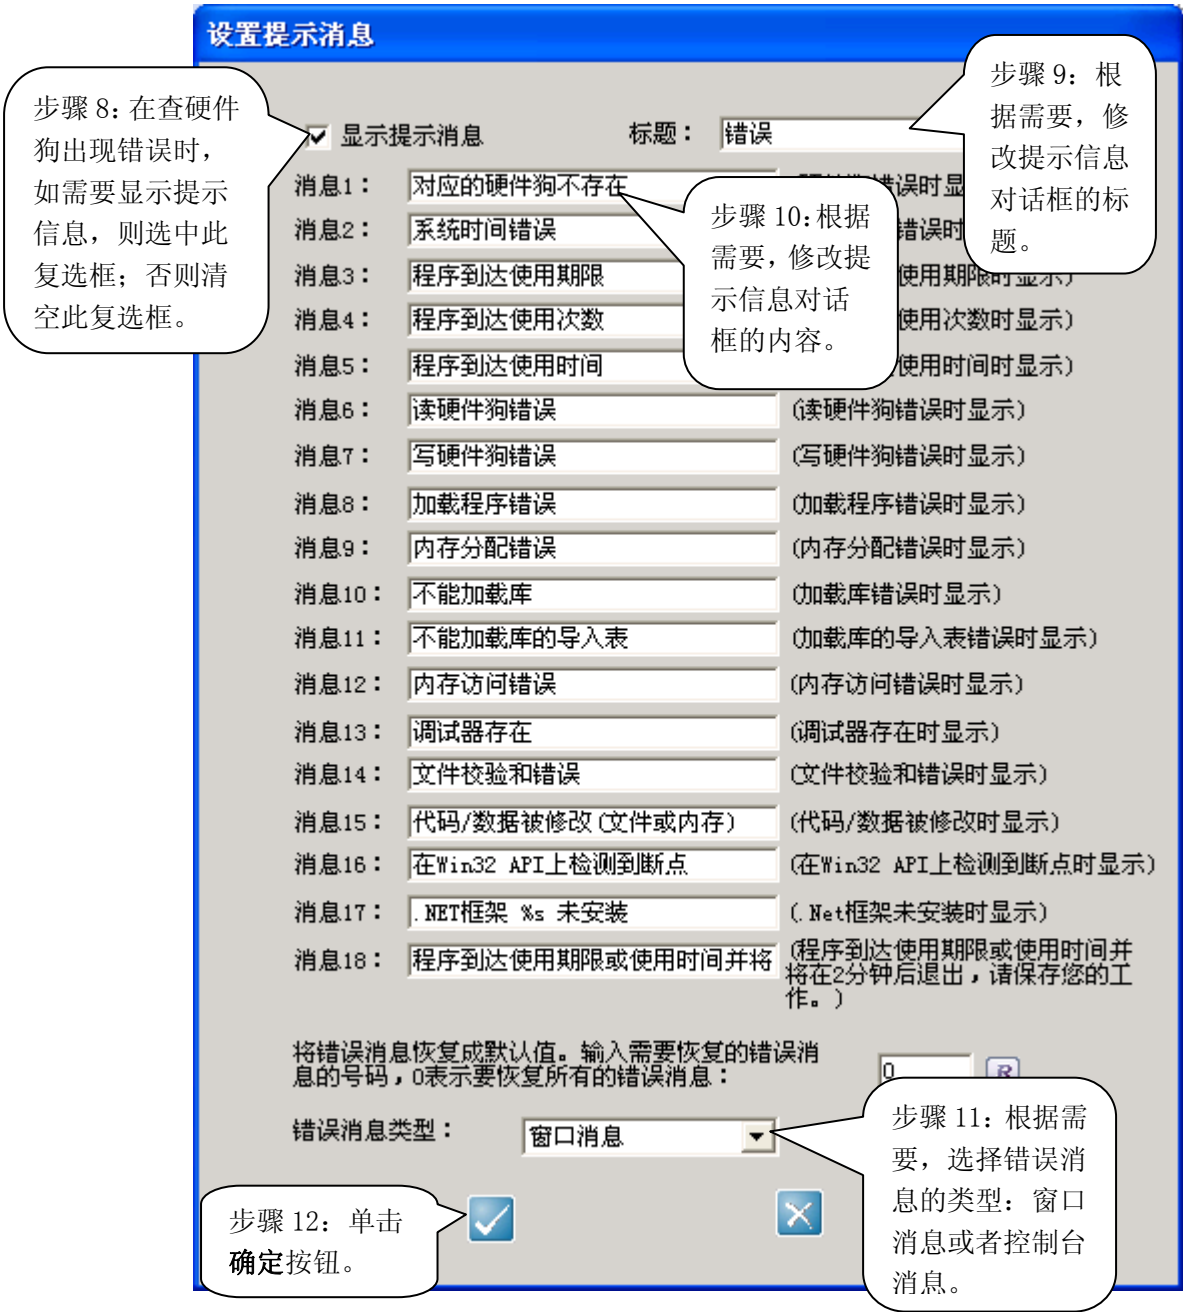 设置提示消息
步骤 8：在查硬件
狗出现错误时，
如需要显示提示
信息，则选中此
复选框；否则清
空此复选框。
步骤 9：根
据需要，修
改提示信息
对话框的标
题。
显示提示消息
标题：
错误
消息1：
对应的硬件狗不存在
错误时显
步骤 10：根据
需要，修改提
示信息对话
框的内容。
消息2：
系统时间错误
错误时
消息3：
程序到达使用期限
使用期限时显示)
消息4：
程序到达使用次数
使用次数时显示)
消息5：
程序到达使用时间
使用时间时显示)
消息6：
读硬件狗错误
(读硬件狗错误时显示)
消息7：
写硬件狗错误
(写硬件狗错误时显示)
消息8：
加载程序错误
(加载程序错误时显示)
消息9：
内存分配错误
(内存分配错误时显示)
消息10：
不能加载库
(加载库错误时显示)
消息11：
不能加载库的导入表
(加载库的导入表错误时显示)
消息12：
内存访问错误
(内存访问错误时显示)
消息13：
调试器存在
(调试器存在时显示)
消息14：
文件校验和错误
(文件校验和错误时显示)
消息15：
代码/数据被修改(文件或内存)
(代码/数据被修改时显示)
消息16：
在Win32 API上检测到断点
(在Win32 API上检测到断点时显示)
消息17：
.NET框架 %s 未安装
(.Net框架未安装时显示)
消息18：
程序到达使用期限或使用时间并将
(程序到达使用期限或使用时间并
将在2分钟后退出，请保存您的工
作。)
将错误消息恢复成默认值。输入需要恢复的错误消
息的号码，0表示要恢复所有的错误消息：
0
R
错误消息类型：
窗口消息
步骤 11：根据需
要，选择错误消
息的类型：窗口
消息或者控制台
消息。
步骤 12：单击
确定按钮。